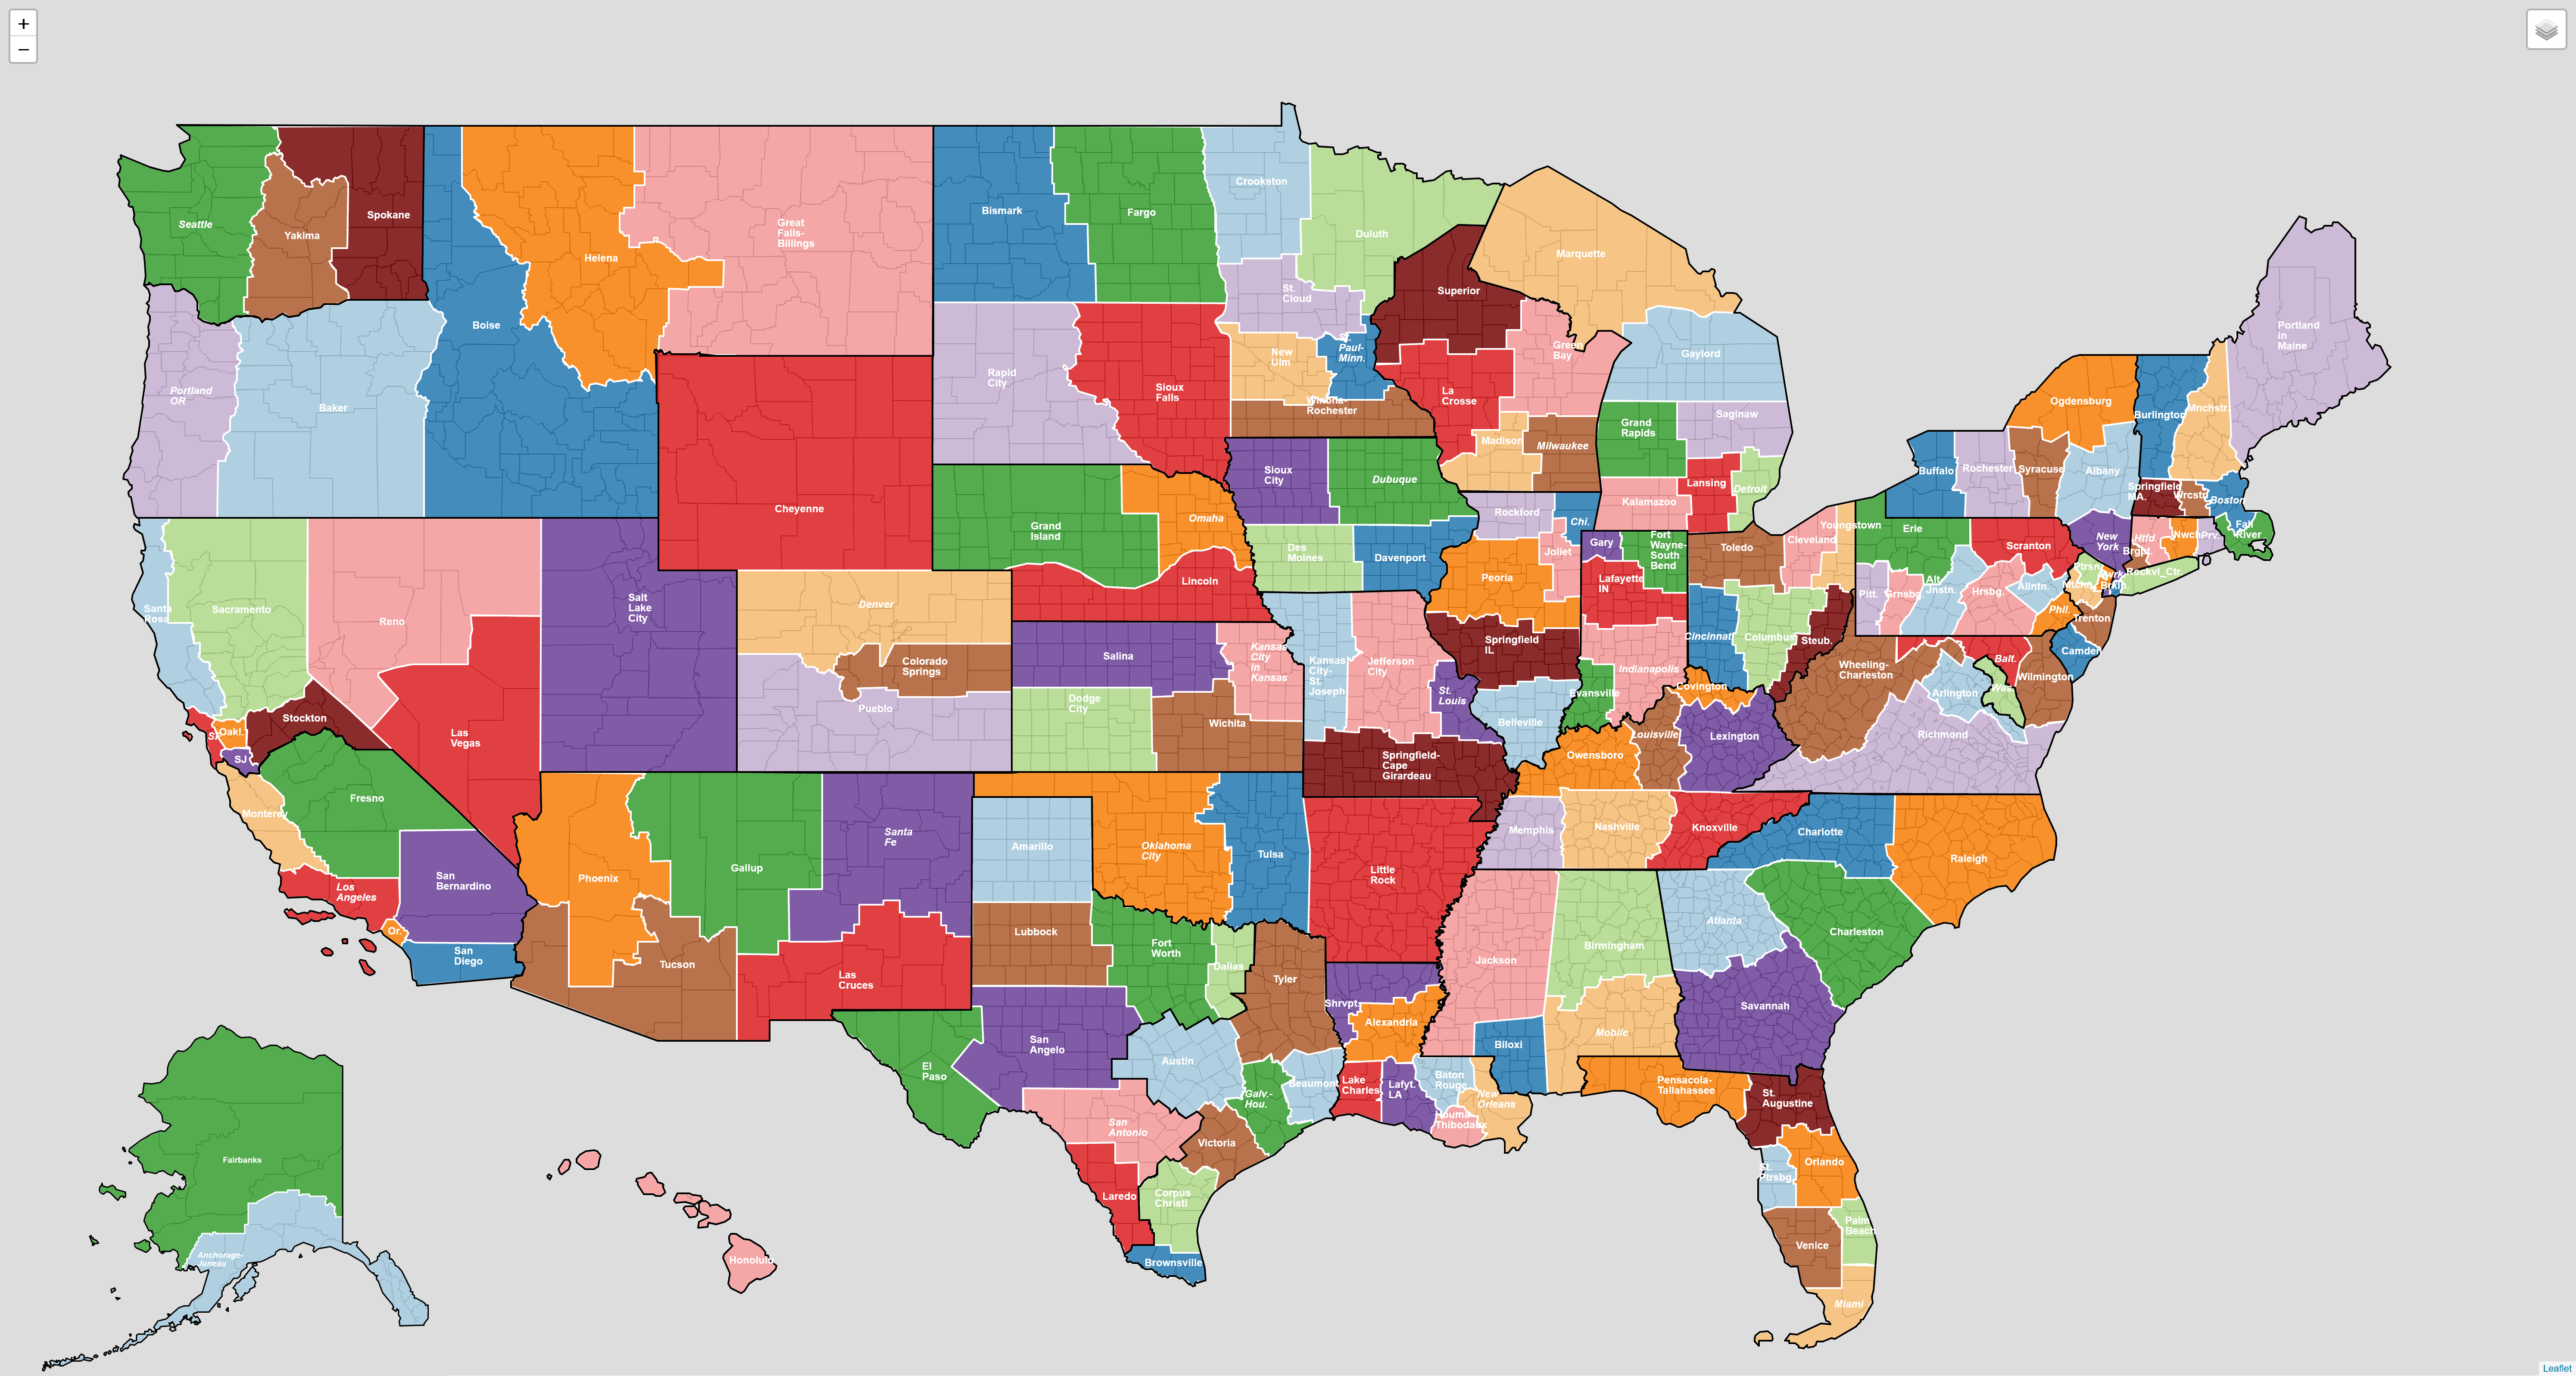 +
−
Seattle
Yakima
Spokane
Portland
OR
Baker
Boise
Helena
Great
Falls-
Billings
Bismark
Fargo
Crookston
Duluth
St.
Cloud
New
Ulm
Paul-
Minn.
Winona-
Rochester
Rapid
City
Sioux
Falls
Superior
Marquette
Green
Bay
La
Crosse
Madison
Milwaukee
Gaylord
Grand
Rapids
Saginaw
Lansing
Detroit
Kalamazoo
Cheyenne
Grand
Island
Omaha
Lincoln
Sioux
City
Dubuque
Des
Moines
Davenport
Rockford
Chi.
Joliet
Peoria
Springfield
IL
Belleville
Gary
Fort
Wayne-
South
Bend
Lafayette
IN
Indianapolis
Evansville
Toledo
Cleveland
Youngstown
Columbus
Cincinnati
Steub.
Santa
Rosa
Sacramento
Reno
Las
Vegas
Salt
Lake
City
Stockton
SF
Oakl.
SJ
Monterey
Fresno
San
Bernardino
Los
Angeles
Or.
San
Diego
Denver
Colorado
Springs
Pueblo
Salina
Dodge
City
Wichita
Kansas
City
in
Kansas
Kansas
City-
St.
Joseph
Jefferson
City
St.
Louis
Springfield-
Cape
Girardeau
Phoenix
Tucson
Gallup
Santa
Fe
Las
Cruces
Amarillo
Lubbock
Oklahoma
City
Tulsa
Little
Rock
Fort
Worth
Dallas
Tyler
San
Angelo
El
Paso
Austin
San
Antonio
Laredo
Corpus
Christi
Brownsville
Victoria
Galv.-
Hou.
Beaumont
Shrvpt.
Alexandria
Lake
Charles
Lafyt.
LA
Baton
Rouge
Houma
Thibodaux
New
Orleans
Jackson
Biloxi
Birmingham
Mobile
Memphis
Nashville
Knoxville
Owensboro
Louisville
Covington
Lexington
Wheeling-
Charleston
Richmond
Arlington
Was.
Balt.
Wilmington
Charlotte
Raleigh
Charleston
Atlanta
Savannah
Pensacola-
Tallahassee
St.
Augustine
Orlando
St.
Ptrsbg.
Venice
Palm
Beach
Miami
Erie
Pitt.
Grnsbg.
Alt.
Jnstn.
Hrsbg.
Scranton
Allntn.
Phil.
Trenton
Camden
Ptrsn.
Rockvl_Ctr.
Buffalo
Rochester
Syracuse
Ogdensburg
Albany
New
York
Burlington
Mnchstr.
Portland
in
Maine
Springfield
MA.
Wrcstr.
Boston
Fall
River
Htfd.
Brgpt.
Nwch
Prv.
Fairbanks
Anchorage-
Juneau
Honolulu
Leaflet